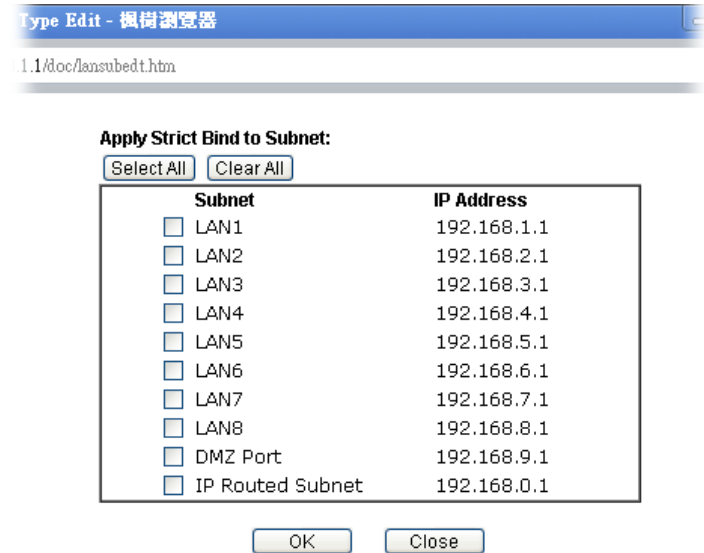 Type Edit - 楓樹瀏覽器
.1.1/doc/lansubedt.htm
Apply Strict Bind to Subnet:
Select All Clear All
Subnet IP Address
LAN1 192.168.1.1
LAN2 192.168.2.1
LAN3 192.168.3.1
LAN4 192.168.4.1
LAN5 192.168.5.1
LAN6 192.168.6.1
LAN7 192.168.7.1
LAN8 192.168.8.1
DMZ Port 192.168.9.1
IP Routed Subnet 192.168.0.1
OK Close